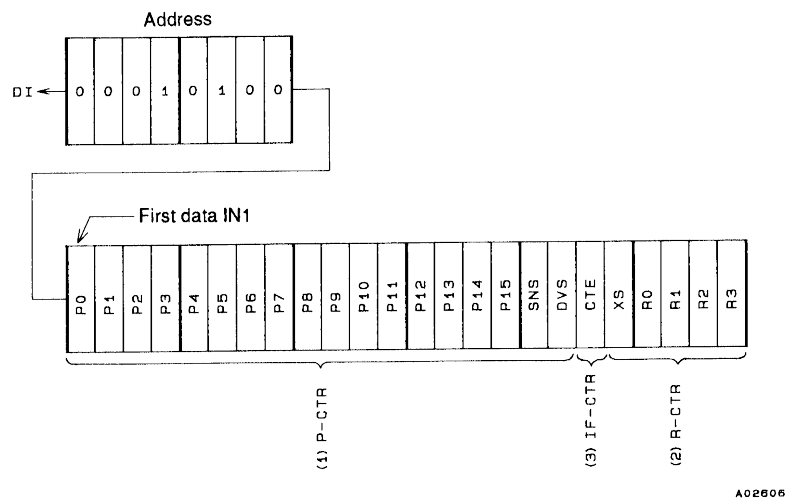 Address
DI 0 0 0 1 0 1 0 0
First data IN1
P0 P1 P2 P3 P4 P5 P6 P7 P8 P9 P10 P11 P12 P13 P14 P15 SNS DVS CTE XS R0 R1 R2 R3
(1) P-CTR
(3) IF-CTR
(2) R-CTR
A02606